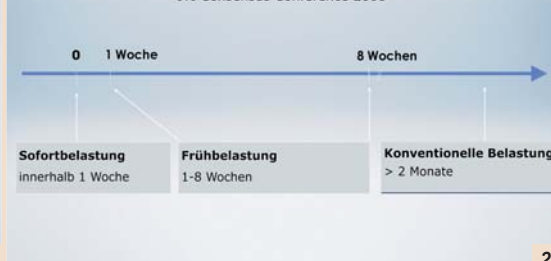 0 1 Woche 8 Wochen
Sofortbelastung
innerhalb 1 Woche
Frühbelastung
1-8 Wochen
Konventionelle Belastung
> 2 Monate
2